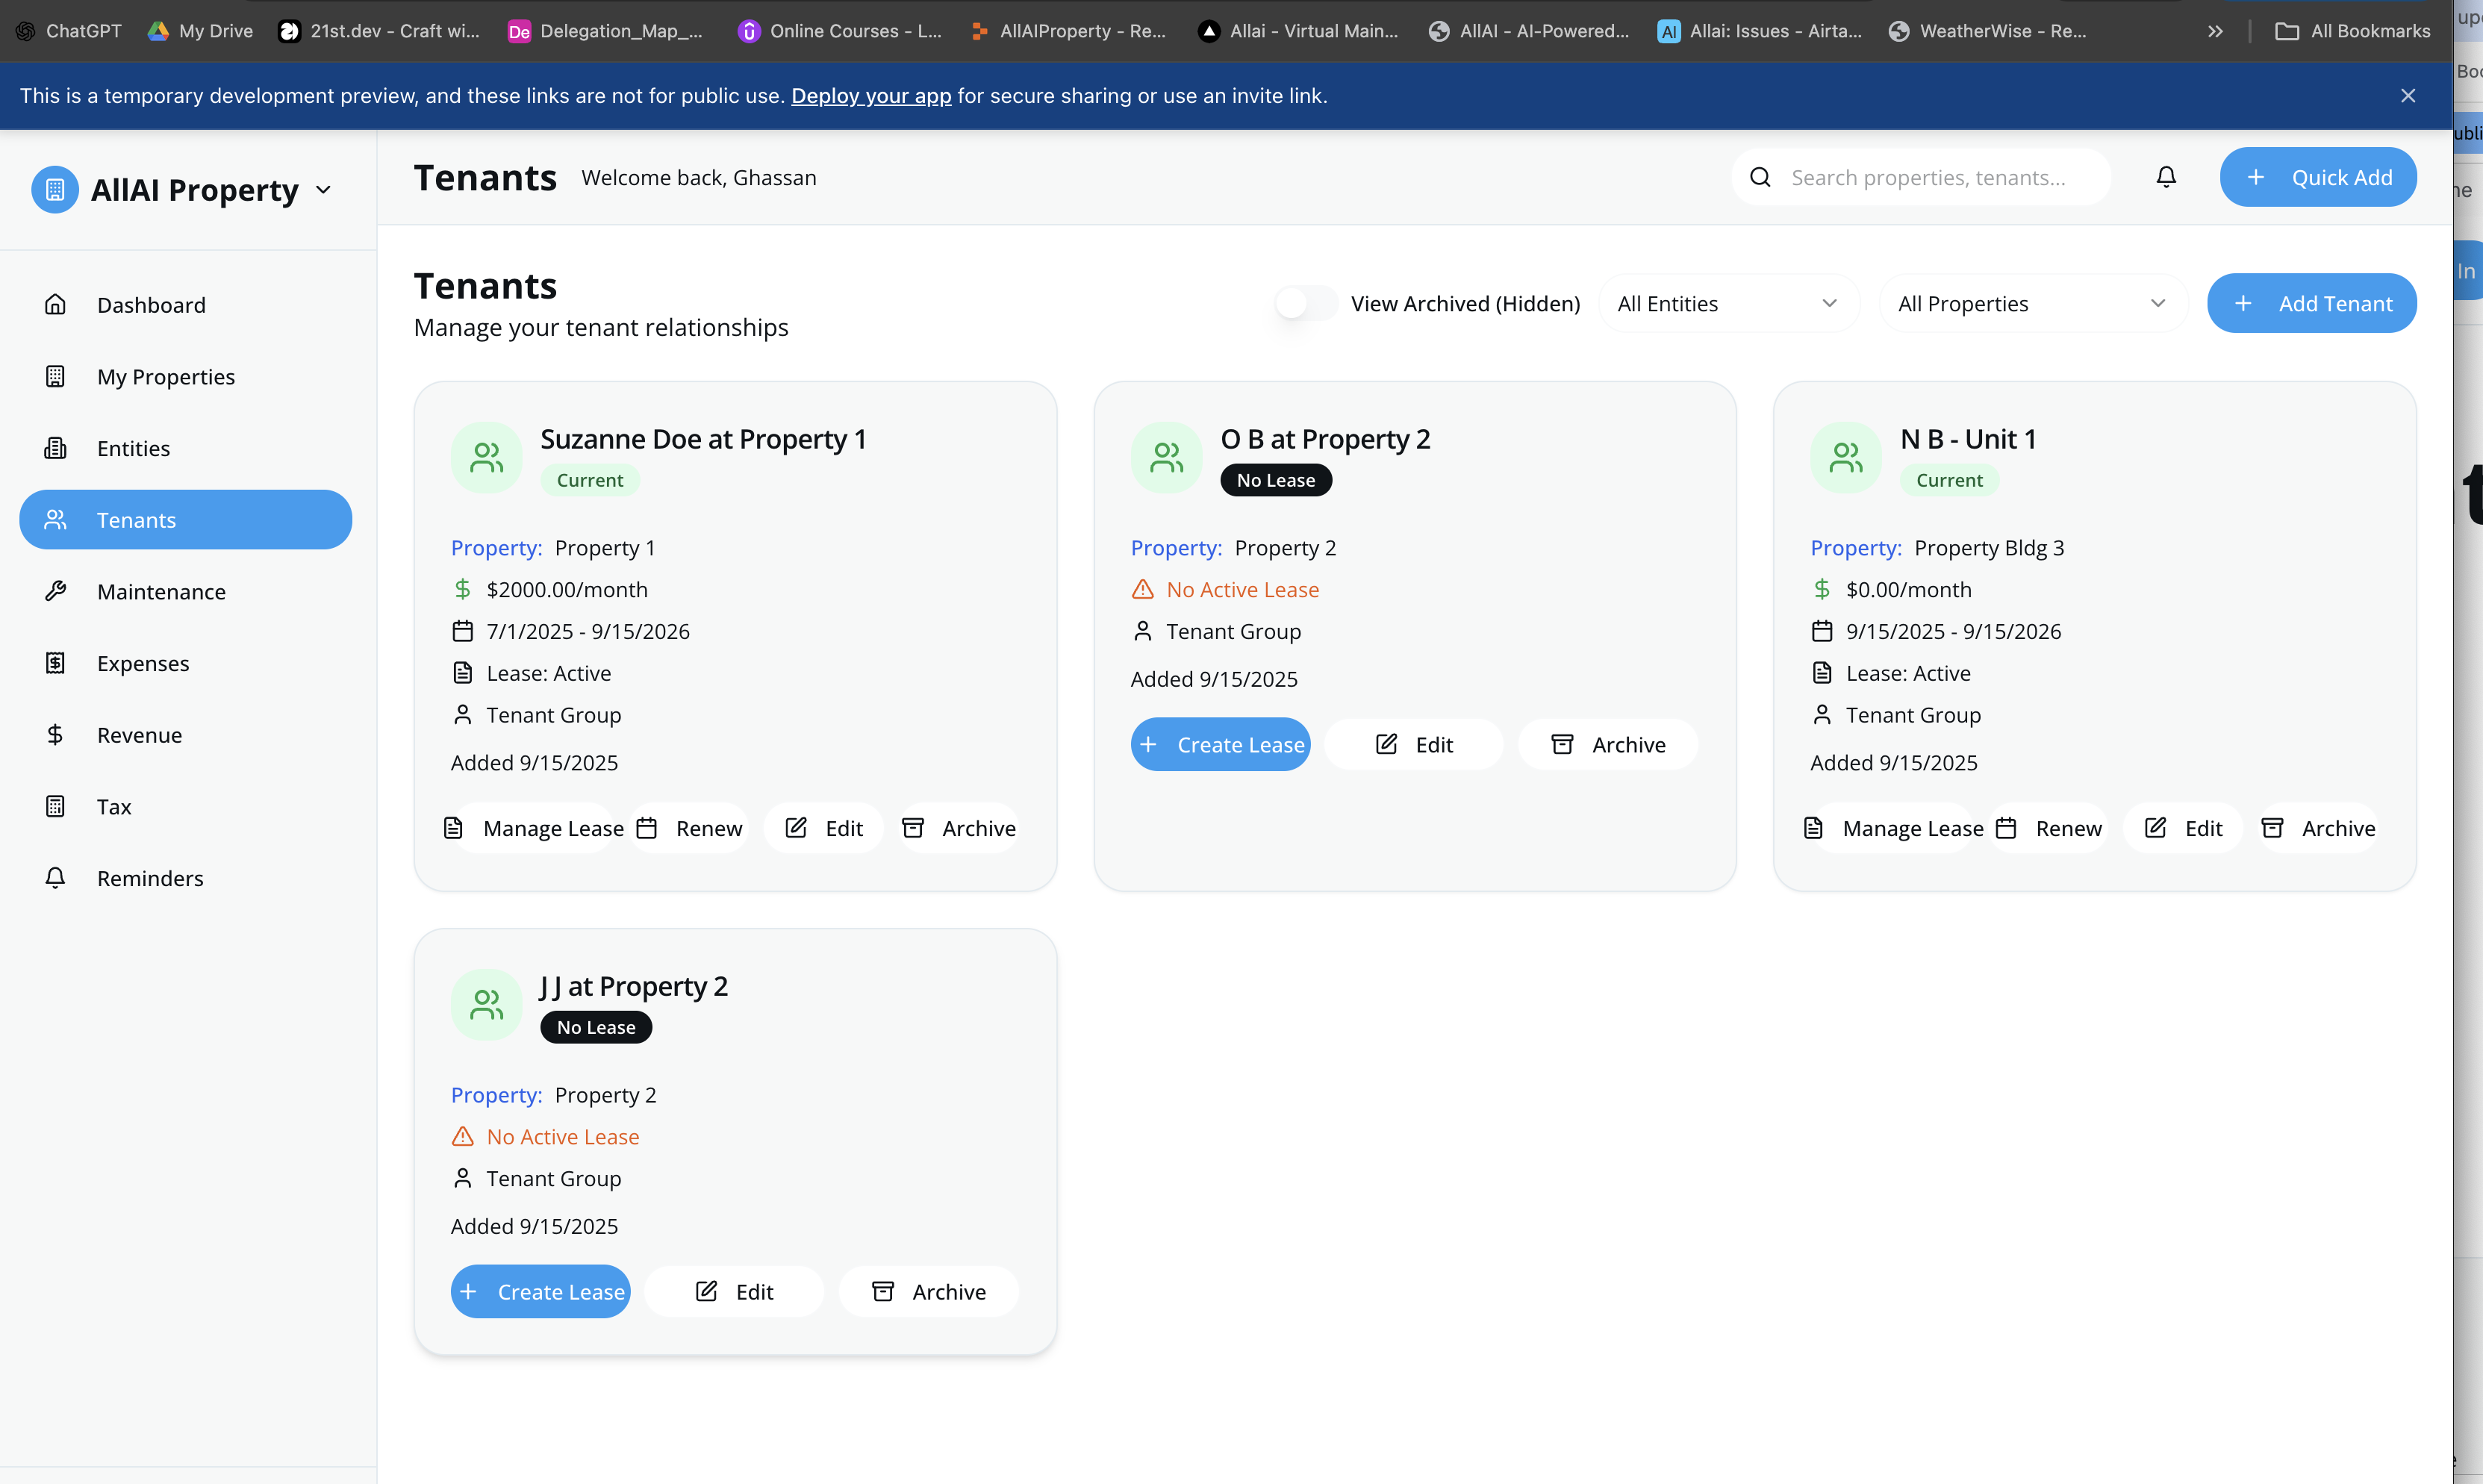 ChatGPT
My Drive
21st.dev - Craft wi...
De
Delegation_Map_...
Online Courses - L...
AllAIProperty - Re...
Allai - Virtual Main...
AllAI - AI-Powered...
AI
Allai: Issues - Airta...
WeatherWise - Re...
All Bookmarks
This is a temporary development preview, and these links are not for public use. Deploy your app for secure sharing or use an invite link.
AllAI Property
Tenants
Welcome back, Ghassan
Search properties, tenants...
Quick Add
Dashboard
My Properties
Entities
Tenants
Maintenance
Expenses
Revenue
Tax
Reminders
Tenants
Manage your tenant relationships
View Archived (Hidden)
All Entities
All Properties
Add Tenant
Suzanne Doe at Property 1
Current
Property: Property 1
$2000.00/month
7/1/2025 - 9/15/2026
Lease: Active
Tenant Group
Added 9/15/2025
Manage Lease
Renew
Edit
Archive
O B at Property 2
No Lease
Property: Property 2
No Active Lease
Tenant Group
Added 9/15/2025
Create Lease
Edit
Archive
N B - Unit 1
Current
Property: Property Bldg 3
$0.00/month
9/15/2025 - 9/15/2026
Lease: Active
Tenant Group
Added 9/15/2025
Manage Lease
Renew
Edit
Archive
J J at Property 2
No Lease
Property: Property 2
No Active Lease
Tenant Group
Added 9/15/2025
Create Lease
Edit
Archive